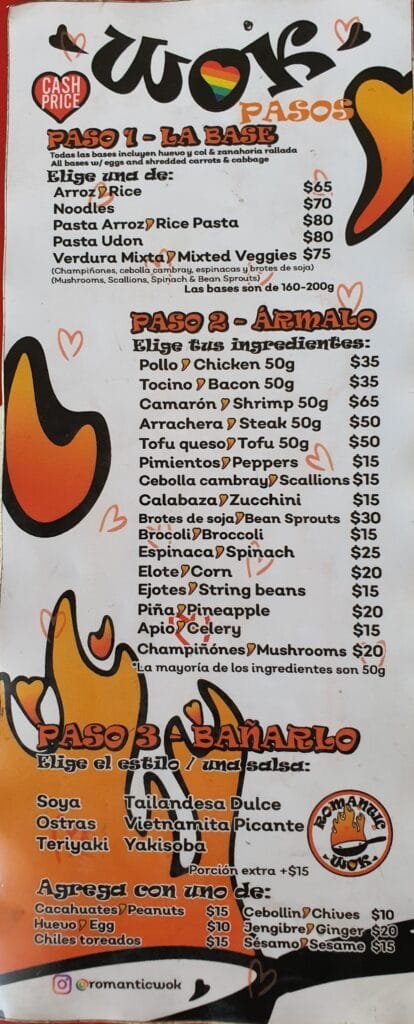 WOK
CASH PRICE
PASOS
PASO 1 - LA BASE
Todas las bases incluyen huevo y col & zanahoria rallada
All bases w/ eggs and shredded carrots & cabbage
Elige una de:
Arroz Rice $65
Noodles $70
Pasta Arroz Rice Pasta $80
Pasta Udon $80
Verdura Mixta Mixted Veggies $75
(Champiñones, cebolla cambray, espinacas y brotes de soja)
(Mushrooms, Scallions, Spinach & Bean Sprouts)
Las bases son de 160-200g
PASO 2 - ÁRMALO
Elige tus ingredientes:
Pollo Chicken 50g $35
Tocino Bacon 50g $35
Camarón Shrimp 50g $65
Arrachera Steak 50g $50
Tofu queso Tofu 50g $50
Pimientos Peppers $15
Cebolla cambray Scallions $15
Calabaza Zucchini $15
Brotes de soja Bean Sprouts $30
Brocoli Broccoli $15
Espinaca Spinach $25
Elote Corn $20
Ejotes String beans $15
Piña Pineapple $20
Apio Celery $15
Champiñónes Mushrooms $20
*La mayoría de los ingredientes son 50g
PASO 3 - BAÑARLO
Elige el estilo / una salsa:
Soya Tailandesa Dulce
Ostras Vietnamita Picante
Teriyaki Yakisoba
ROMANTIC WOK
Porción extra +$15
Agrega con uno de:
Cacahuates Peanuts $15 Cebollin Chives $10
Huevo Egg $10 Jengibre Ginger $20
Chiles toreados $15 Sésamo Sesame $15
@romanticwok